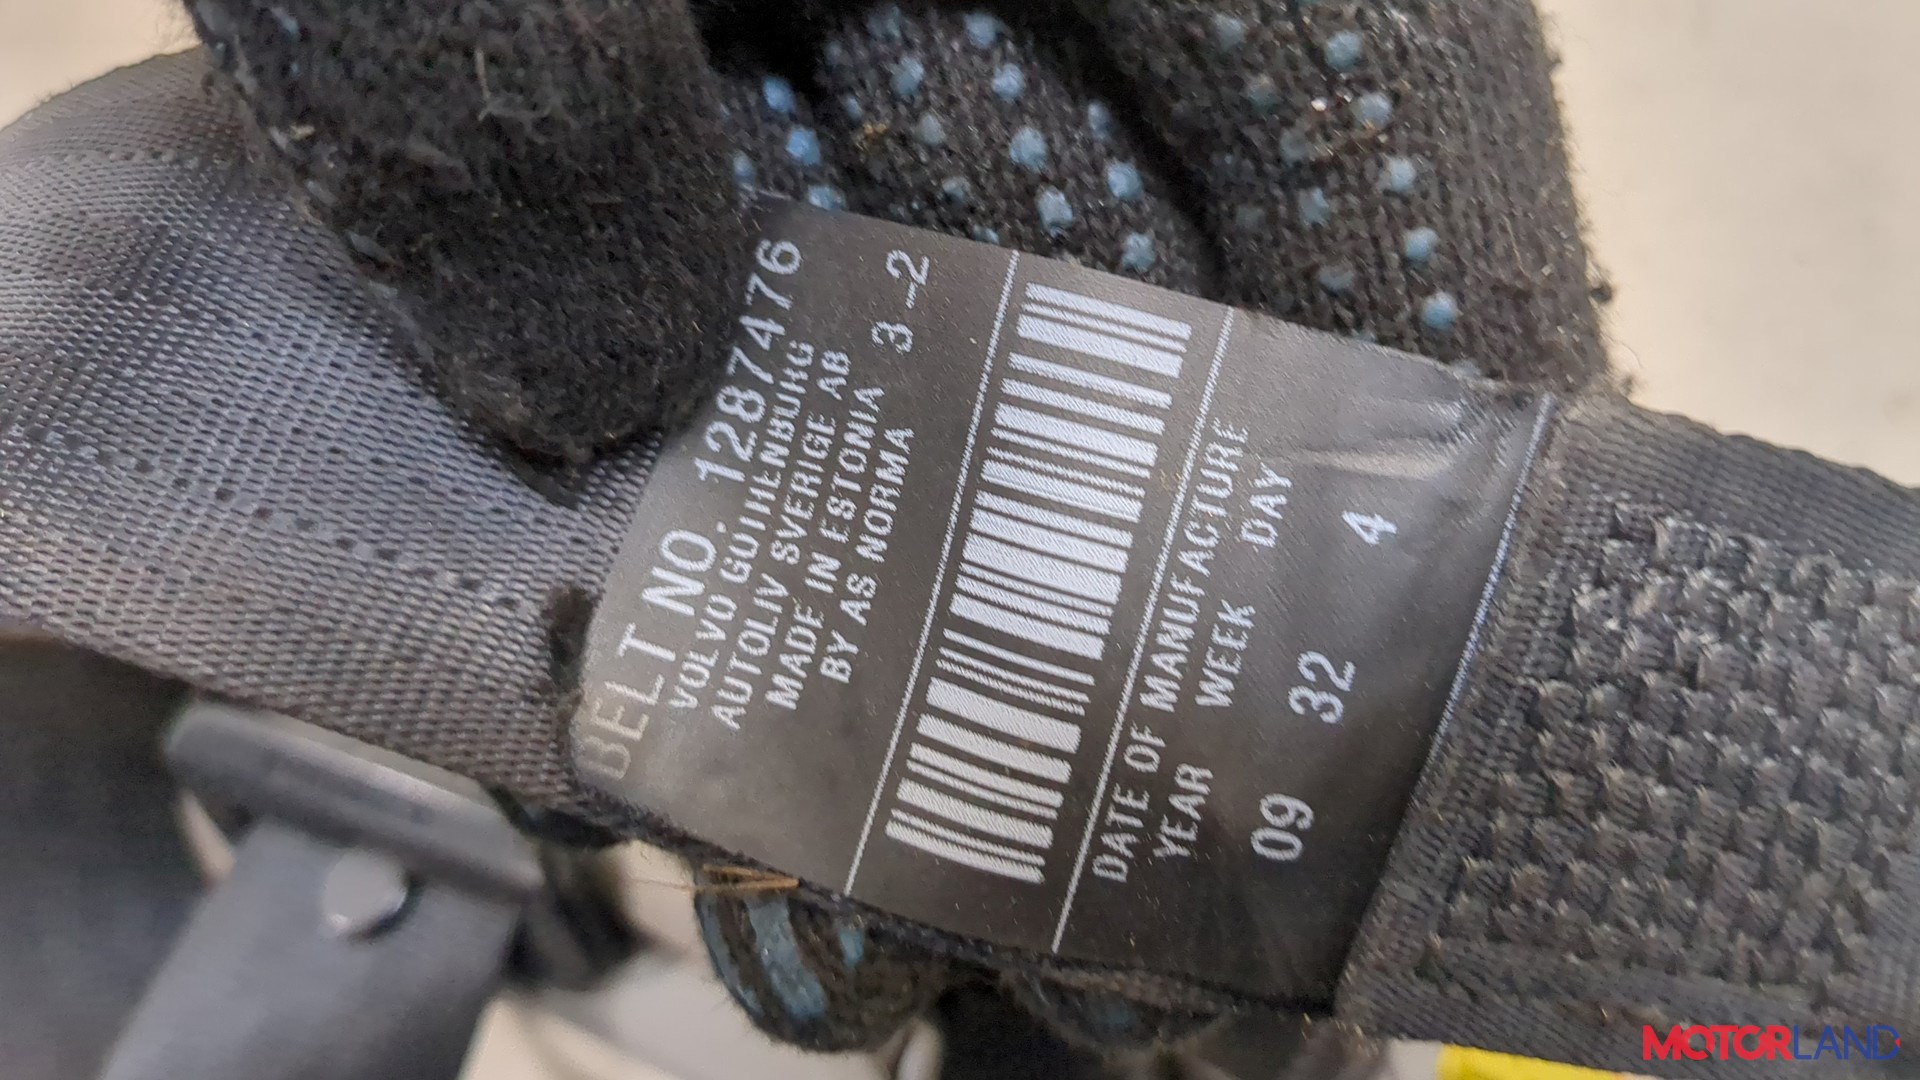 BELT NO. 1287476
VOLVO GOTHENBURG
AUTOLIV SVERIGE AB
MADE IN ESTONIA
BY AS NORMA 3-2
DATE OF MANUFACTURE
YEAR WEEK DAY
09 32 4
MOTORLAND